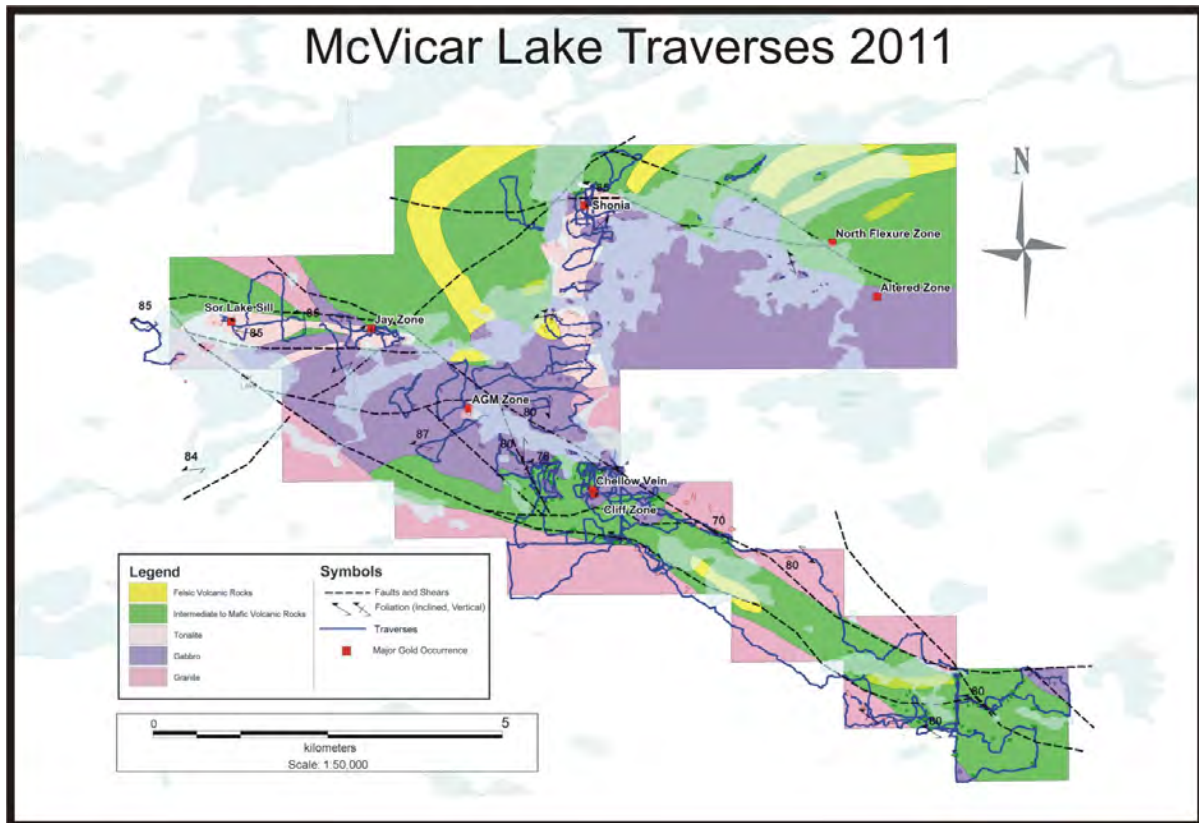 McVicar Lake Traverses 2011
N
85
Shonia
North Flexure Zone
Altered Zone
85
Sor Lake Sill
86
85
Jay Zone
AGM Zone
80
87
80
78
84
Chellow Vein
Cliff Zone
70
80
80
80
Legend
Felsic Volcanic Rocks
Intermediate to Mafic Volcanic Rocks
Tonalite
Gabbro
Granite
Symbols
Faults and Shears
Foliation (Inclined, Vertical)
Traverses
Major Gold Occurrence
0 5
kilometers
Scale: 1:50,000